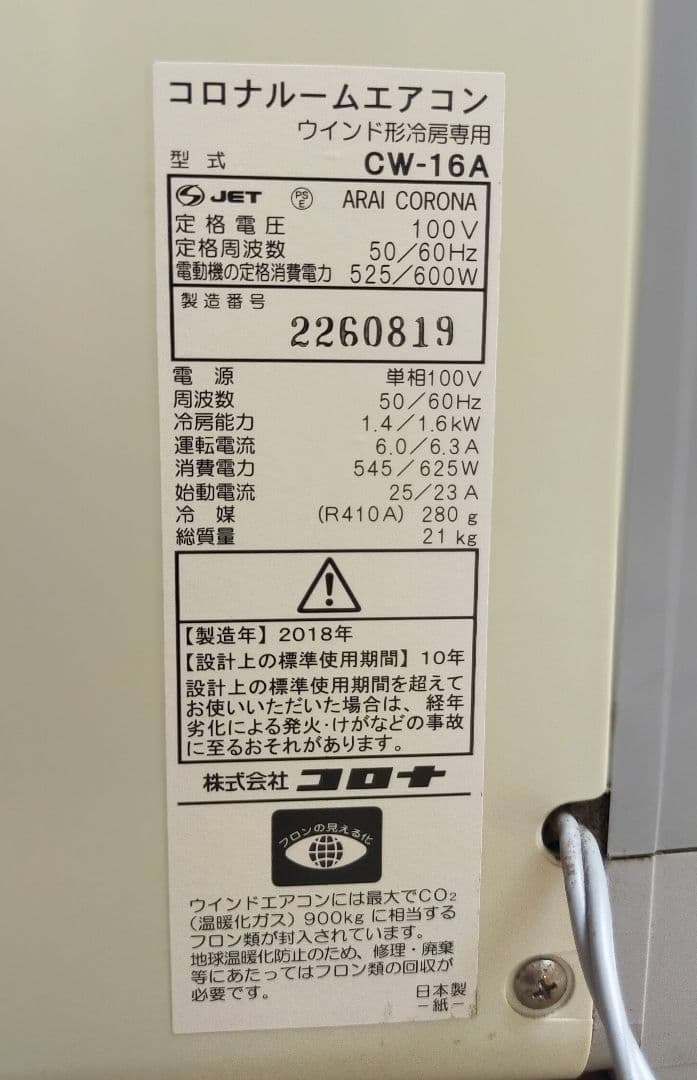 コロナルームエアコン
ウインド形冷房専用
型式 CW-16A
JET PSE ARAI CORONA
定格電圧 100V
定格周波数 50/60Hz
電動機の定格消費電力 525/600W
製造番号
2260819
電源 単相100V
周波数 50/60Hz
冷房能力 1.4/1.6kW
運転電流 6.0/6.3A
消費電力 545/625W
始動電流 25/23A
冷媒 (R410A) 280g
総質量 21kg
【製造年】2018年
【設計上の標準使用期間】10年
設計上の標準使用期間を超えて
お使いいただいた場合は、経年
劣化による発火・けがなどの事故
に至るおそれがあります。
株式会社 コロナ
フロンの見える化
ウインドエアコンには最大でCO₂
(温暖化ガス)900kgに相当する
フロン類が封入されています。
地球温暖化防止のため、修理・廃棄
等にあたってはフロン類の回収が
必要です。
日本製
-紙-